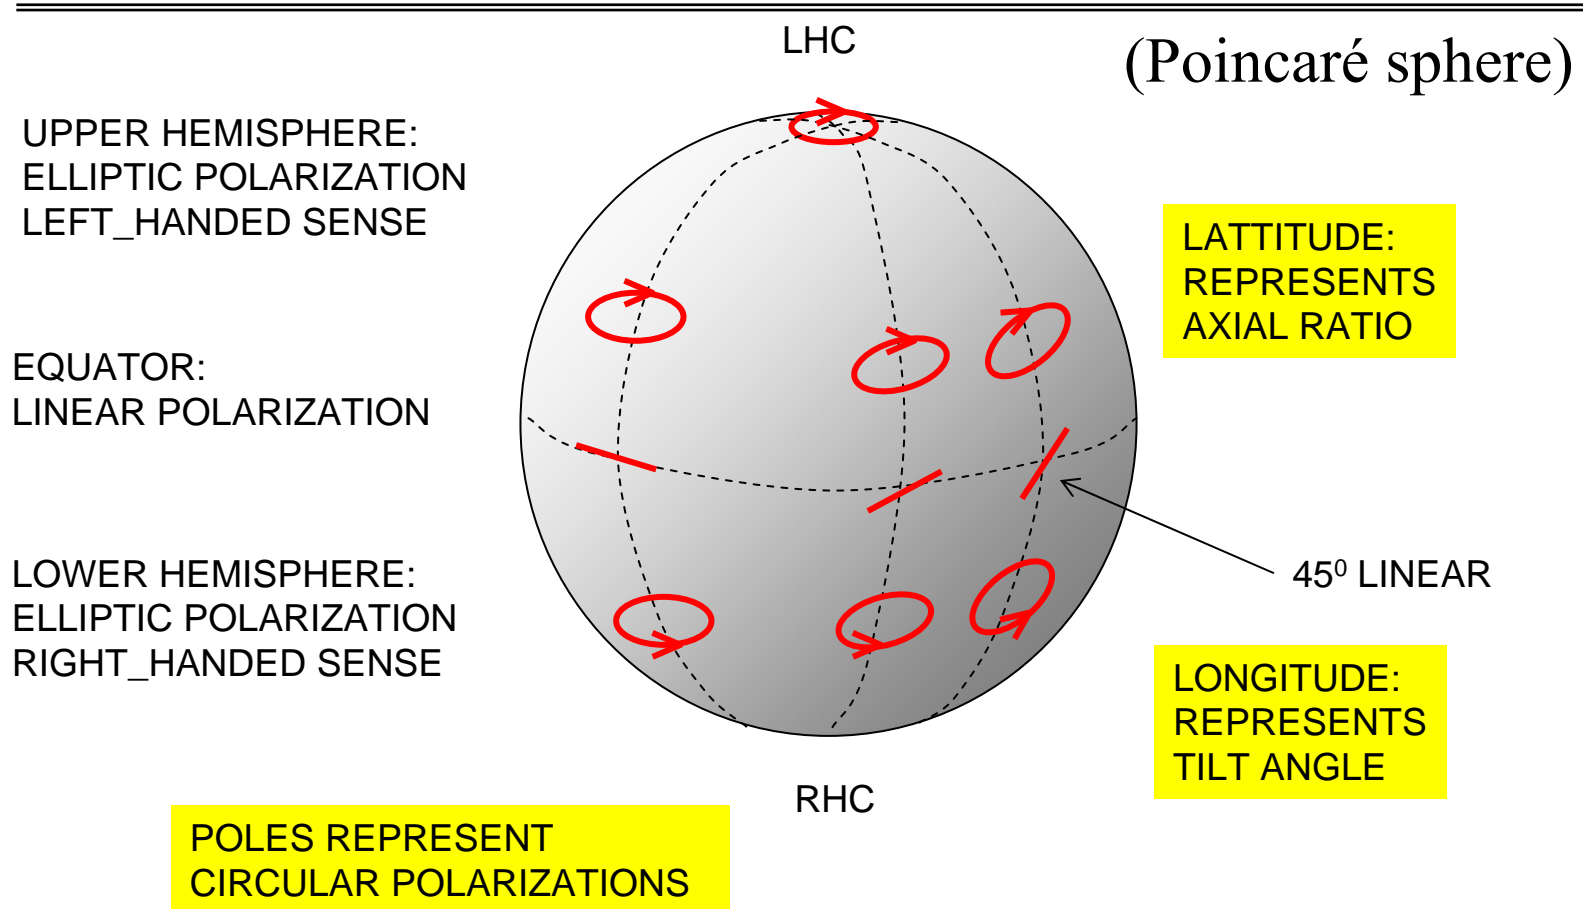 LHC
(Poincaré sphere)
UPPER HEMISPHERE:
ELLIPTIC POLARIZATION
LEFT_HANDED SENSE
LATTITUDE:
REPRESENTS
AXIAL RATIO
EQUATOR:
LINEAR POLARIZATION
LOWER HEMISPHERE:
ELLIPTIC POLARIZATION
RIGHT_HANDED SENSE
45⁰ LINEAR
LONGITUDE:
REPRESENTS
TILT ANGLE
RHC
POLES REPRESENT
CIRCULAR POLARIZATIONS